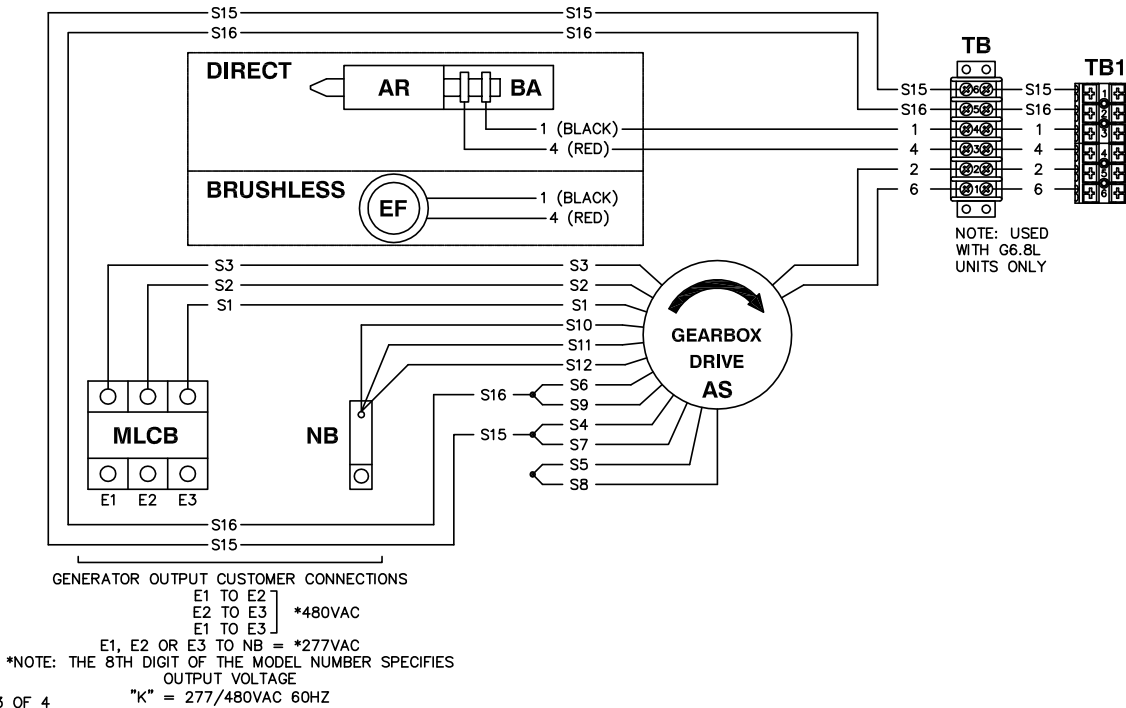 S15 S15
S16 S16
TB
TB1
DIRECT
AR BA
S15 6 S15 1
S16 5 S16 2
1 (BLACK) 1 4 1 3
4 (RED) 4 3 4 4
2 2 2 5
BRUSHLESS
EF
1 (BLACK) 6 1 6 6
4 (RED)
NOTE: USED
WITH G6.8L
UNITS ONLY
S3 S3
S2 S2
S1 S1
S10
S11
S12
GEARBOX
DRIVE
AS
S16 S6
S9
S15 S4
S7
S5
S8
MLCB
NB
E1 E2 E3
S16
S15
GENERATOR OUTPUT CUSTOMER CONNECTIONS
E1 TO E2
E2 TO E3 *480VAC
E1 TO E3
E1, E2 OR E3 TO NB = *277VAC
*NOTE: THE 8TH DIGIT OF THE MODEL NUMBER SPECIFIES
OUTPUT VOLTAGE
"K" = 277/480VAC 60HZ
OF 4